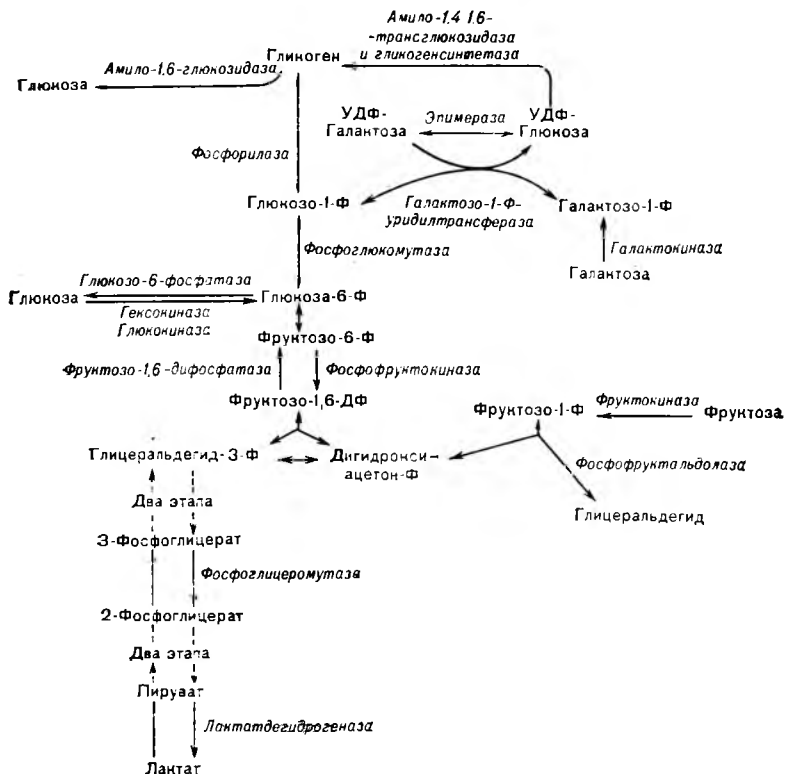 Амило-1,4 1,6-
-трансглюкозидаза
и гликогенсинтетаза
Гликоген
Амило-1,6-глюкозидаза
Глюкоза
УДФ-
Галактоза
Эпимераза
УДФ-
Глюкоза
Фосфорилаза
Глюкозо-1-Ф
Галактозо-1-Ф-
уридилтрансфераза
Галактозо-1-Ф
Фосфоглюкомутаза
Галактокиназа
Галактоза
Глюкозо-6-фосфатаза
Глюкоза
Глюкоза-6-Ф
Гексокиназа
Глюкокиназа
Фруктозо-6-Ф
Фруктозо-1,6-дифосфатаза
Фосфофруктокиназа
Фруктозо-1,6-ДФ
Фруктозо-1-Ф
Фруктокиназа
Фруктоза
Глицеральдегид-3-Ф
Дигидрокси-
ацетон-Ф
Фосфофруктальдолаза
Глицеральдегид
Два этапа
3-Фосфоглицерат
Фосфоглицеромутаза
2-Фосфоглицерат
Два этапа
Пируват
Лактатдегидрогеназа
Лактат